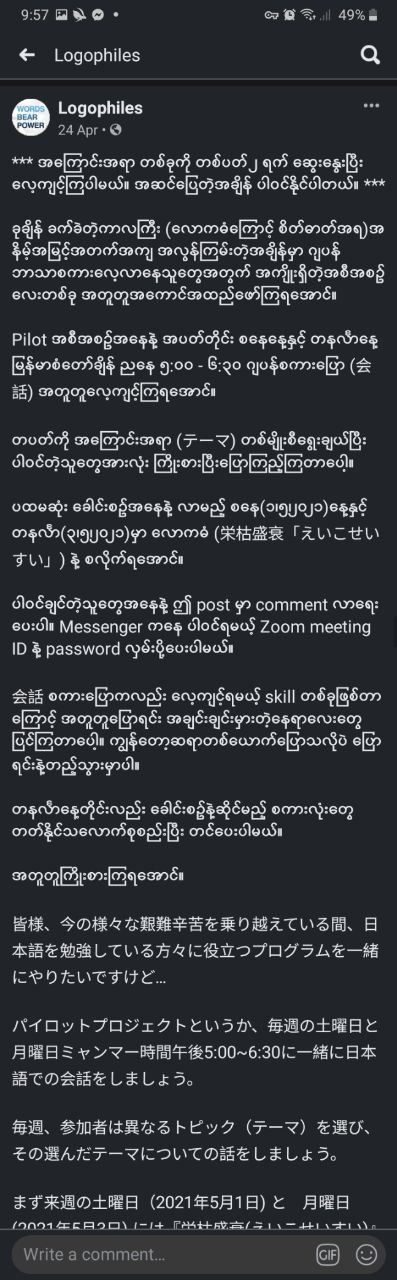 9:57 49%
Logophiles
WORDS BEAR POWER
Logophiles
24 Apr
*** အကြောင်းအရာ တစ်ခုကို တစ်ပတ်၂ ရက် ဆွေးနွေးပြီး
လေ့ကျင့်ကြပါမယ်။ အဆင်ပြေတဲ့အချိန် ပါဝင်နိုင်ပါတယ်။ ***
ခုချိန် ခက်ခဲတဲ့ကာလကြီး (လောကဓံကြောင့် စိတ်ဓာတ်အရ)အ
နိမ့်အမြင့်အတက်အကျ အလွန်ကြမ်းတဲ့အချိန်မှာ ဂျပန်
ဘာသာစကားလေ့လာနေသူတွေအတွက် အကျိုးရှိတဲ့အစီအစဉ်
လေးတစ်ခု အတူတူအကောင်အထည်ဖော်ကြရအောင်။
Pilot အစီအစဉ်အနေနဲ့ အပတ်တိုင်း စနေနေ့နှင့် တနင်္လာနေ့
မြန်မာစံတော်ချိန် ညနေ ၅:၀၀ - ၆:၃၀ ဂျပန်စကားပြော (会
話) အတူတူလေ့ကျင့်ကြရအောင်။
တပတ်ကို အကြောင်းအရာ (テーマ) တစ်မျိုးစီရွေးချယ်ပြီး
ပါဝင်တဲ့သူတွေအားလုံး ကြိုးစားပြီးပြောကြည့်ကြတာပေါ့။
ပထမဆုံး ခေါင်းစဉ်အနေနဲ့ လာမည့် စနေ(၁၊၅၊၂၀၂၁)နေ့နှင့်
တနင်္လာ(၃၊၅၊၂၀၂၁)မှာ လောကဓံ (栄枯盛衰「えいこせい
すい」) နဲ့ စလိုက်ရအောင်။
ပါဝင်ချင်တဲ့သူတွေအနေနဲ့ ဤ post မှာ comment လာရေး
ပေးပါ။ Messenger ကနေ ပါဝင်ရမယ့် Zoom meeting
ID နဲ့ password လှမ်းပို့ပေးပါမယ်။
会話 စကားပြောကလည်း လေ့ကျင့်ရမယ့် skill တစ်ခုဖြစ်တာ
ကြောင့် အတူတူပြောရင်း အချင်းချင်းမှားတဲ့နေရာလေးတွေ
ပြင်ကြတာပေါ့။ ကျွန်တော့ဆရာတစ်ယောက်ပြောသလိုပဲ ပြော
ရင်းနဲ့တည့်သွားမှာပါ။
တနင်္လာနေ့တိုင်းလည်း ခေါင်းစဉ်နဲ့ဆိုင်မည့် စကားလုံးတွေ
တတ်နိုင်သလောက်စုစည်းပြီး တင်ပေးပါမယ်။
အတူတူကြိုးစားကြရအောင်။
皆様、今の様々な艱難辛苦を乗り越えている間、日
本語を勉強している方々に役立つプログラムを一緒
にやりたいですけど...
パイロットプロジェクトというか、毎週の土曜日と
月曜日ミャンマー時間午後5:00~6:30に一緒に日本
語での会話をしましょう。
毎週、参加者は異なるトピック（テーマ）を選び、
その選んだテーマについての話をしましょう。
まず来週の土曜日（2021年5月1日) と　月曜日
(2021年5月3日) には『栄枯盛衰(えいこせいすい)』
Write a comment...
GIF